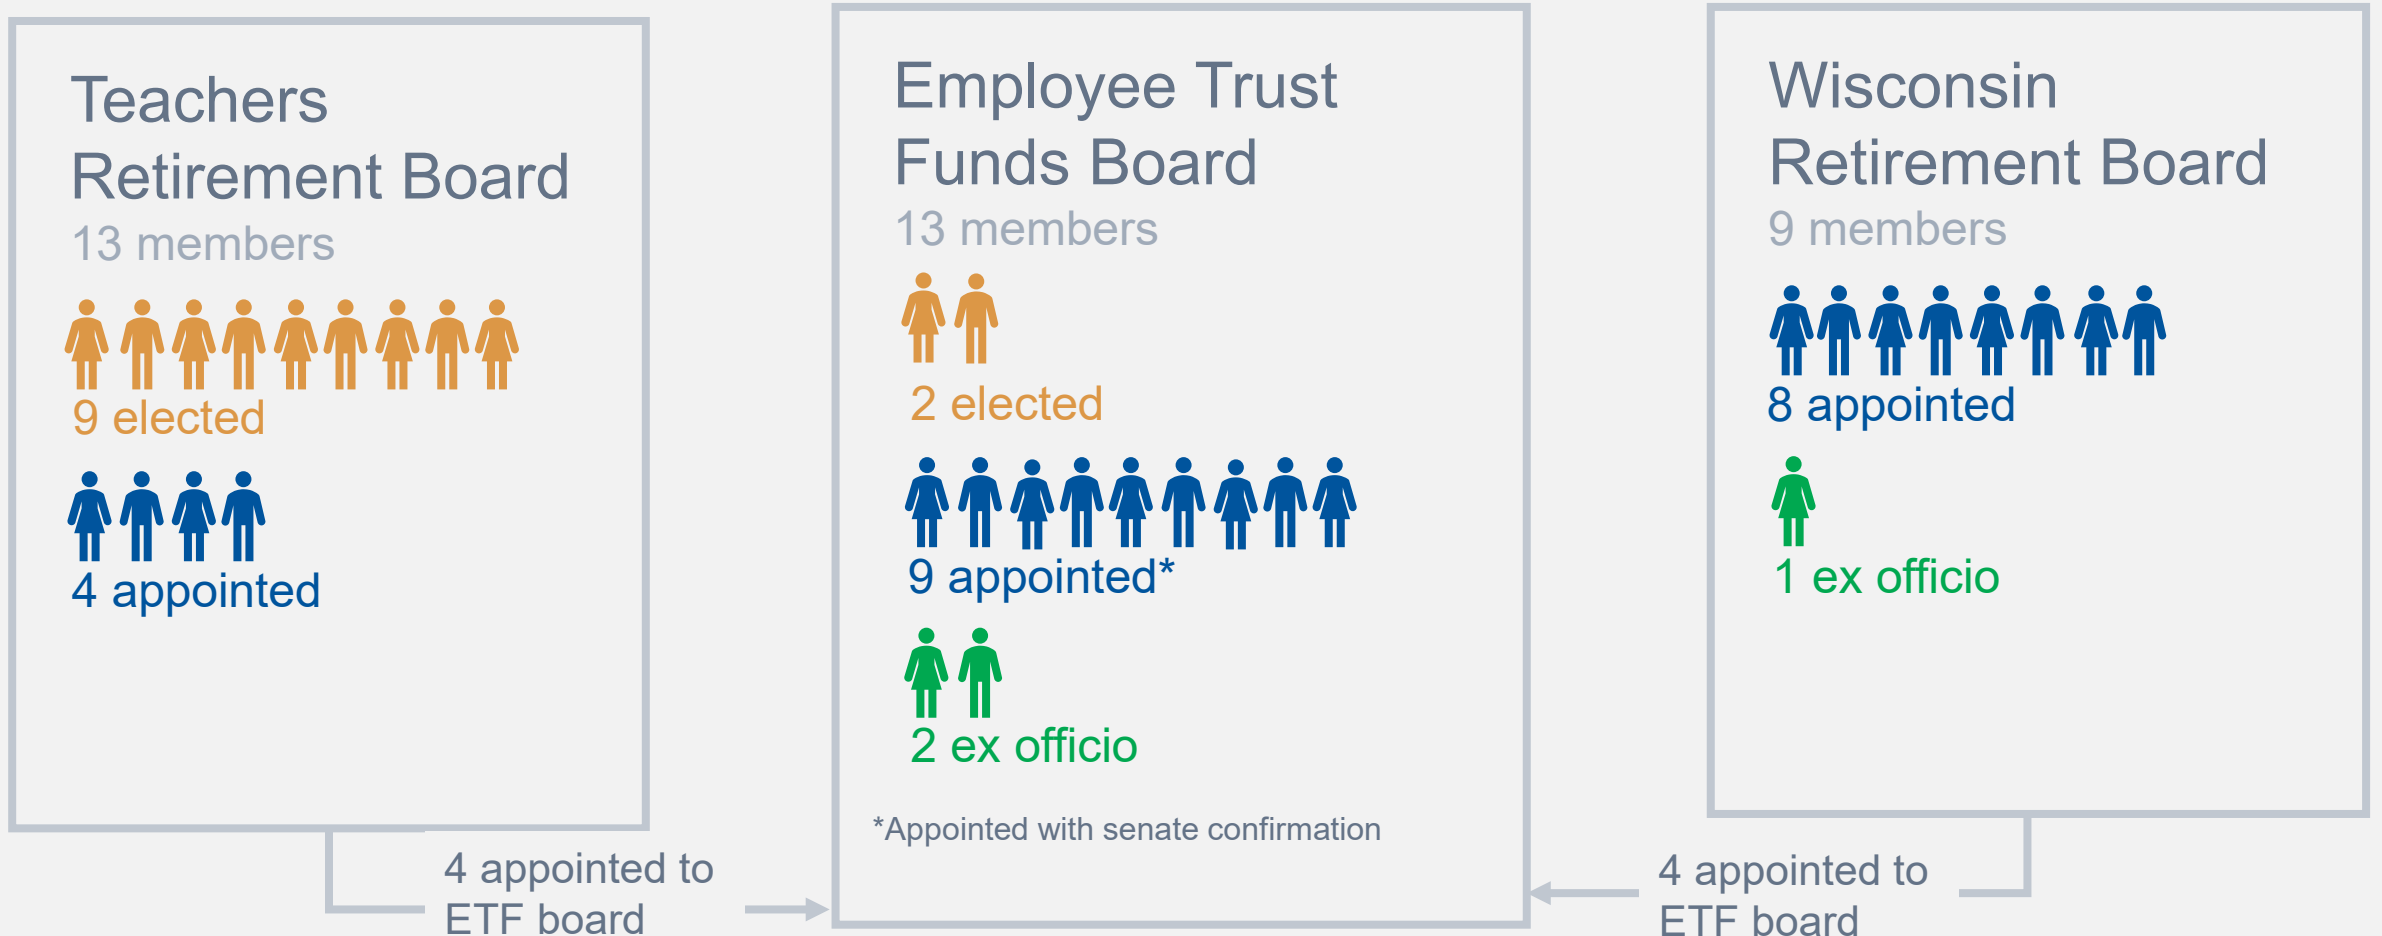 Teachers
Retirement Board
13 members
9 elected
4 appointed
4 appointed to
ETF board
Employee Trust
Funds Board
13 members
2 elected
9 appointed*
2 ex officio
*Appointed with senate confirmation
Wisconsin
Retirement Board
9 members
8 appointed
1 ex officio
4 appointed to
ETF board